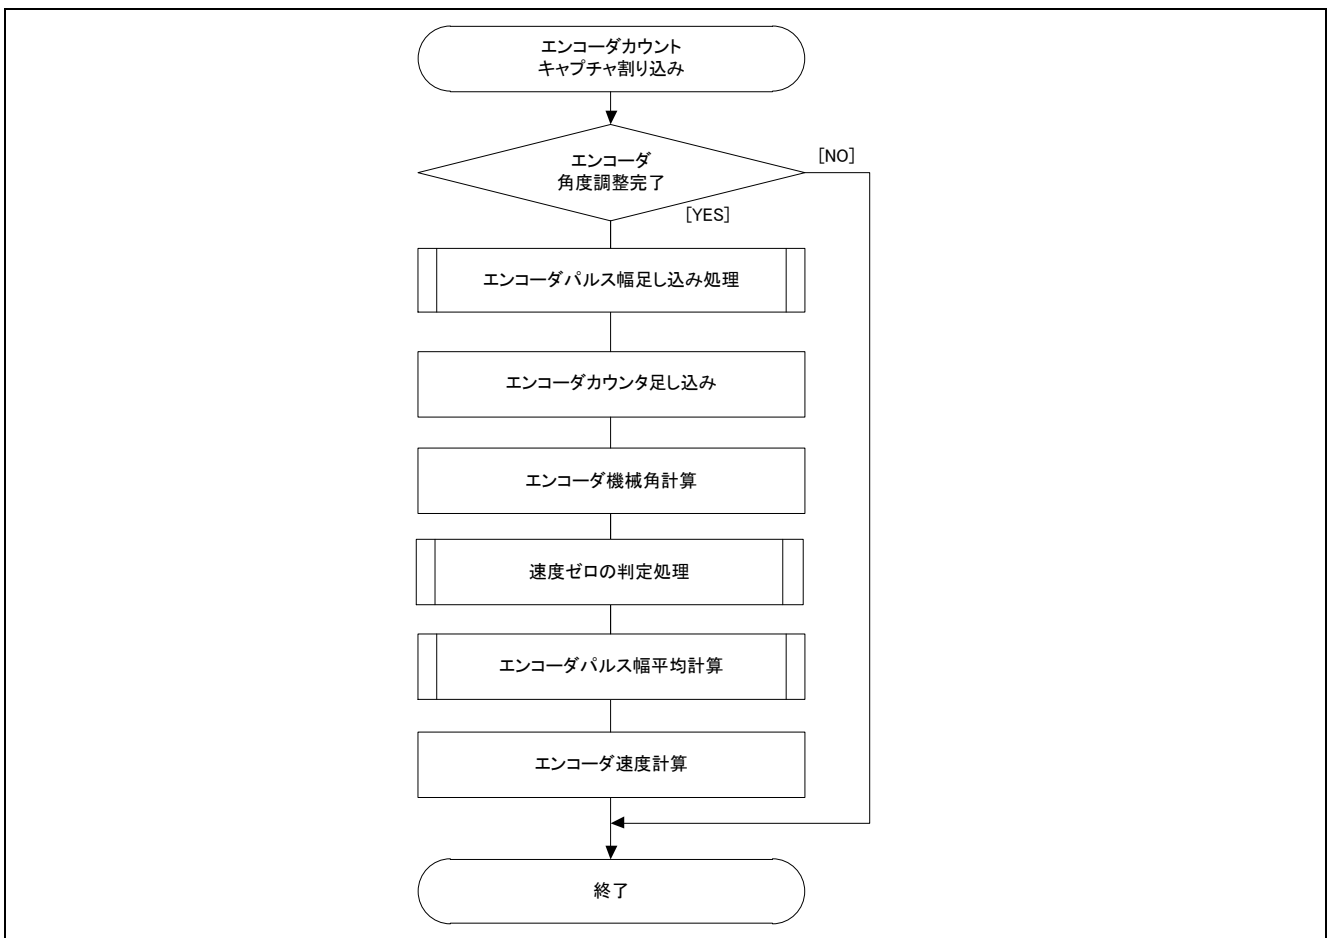 エンコーダカウント
キャプチャ割り込み
エンコーダ
角度調整完了
[NO]
[YES]
エンコーダパルス幅足し込み処理
エンコーダカウンタ足し込み
エンコーダ機械角計算
速度ゼロの判定処理
エンコーダパルス幅平均計算
エンコーダ速度計算
終了